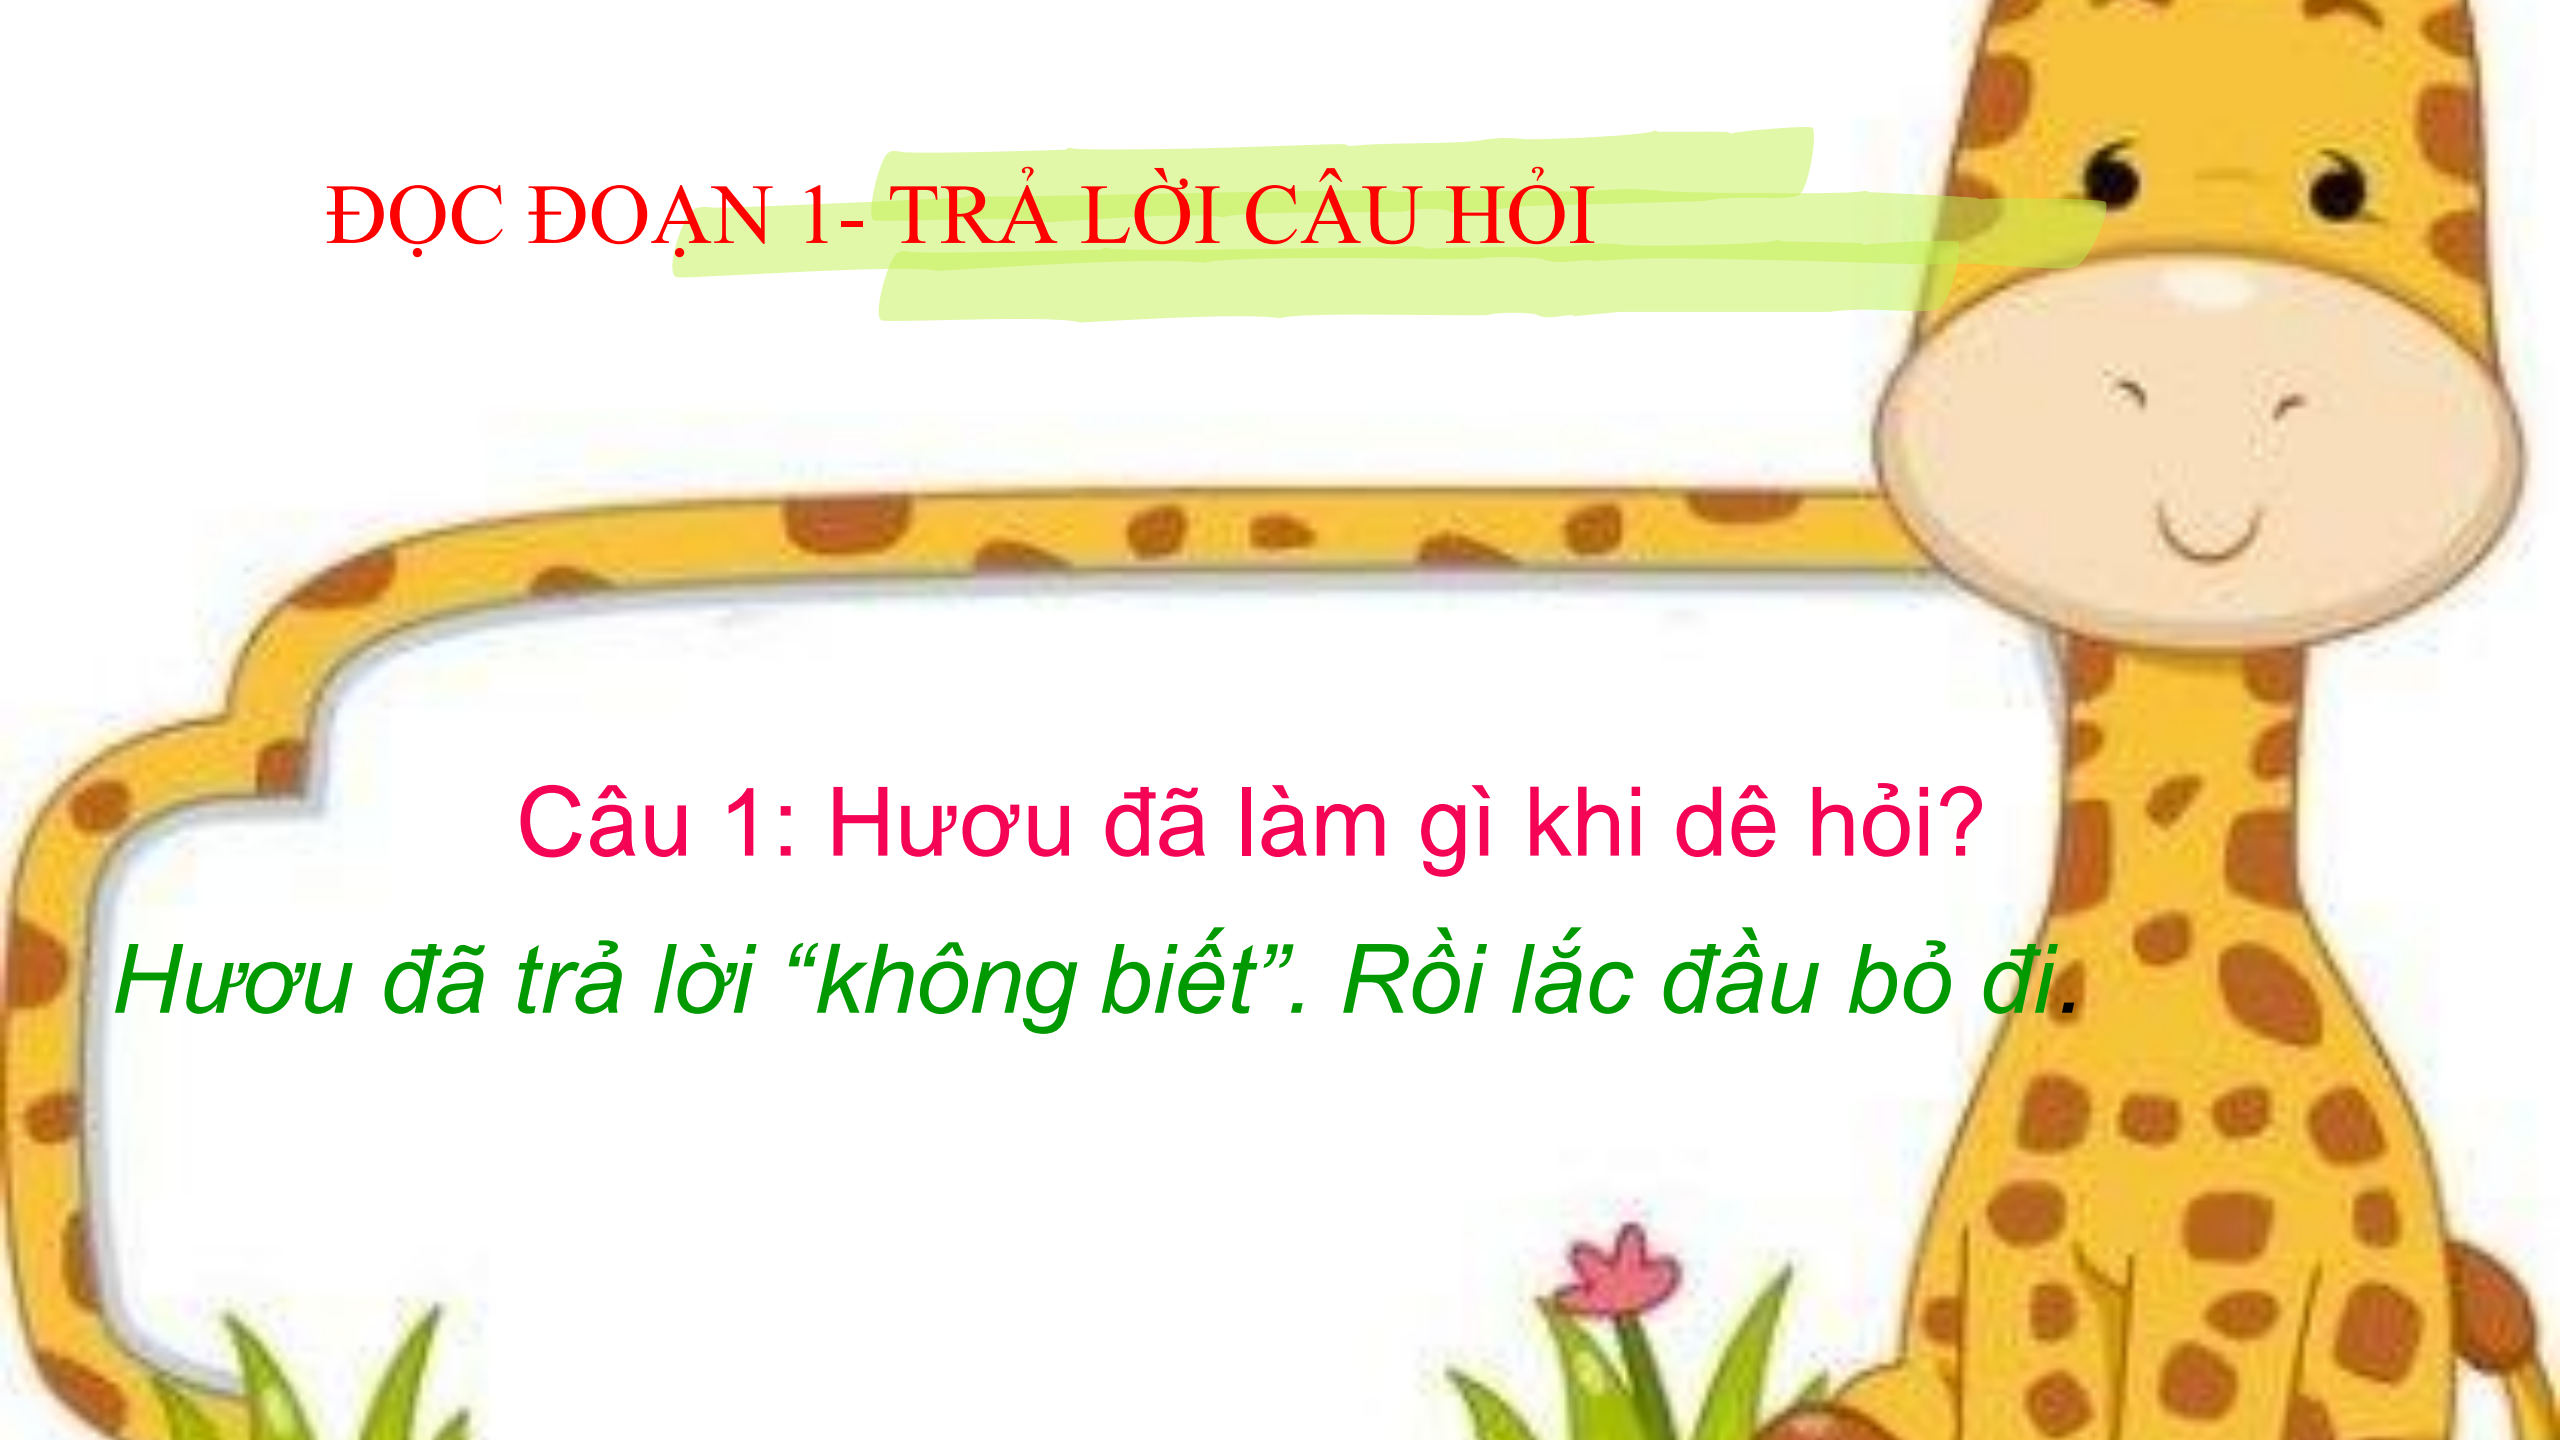 ĐỌC ĐOẠN 1- TRẢ LỜI CÂU HỎI
Câu 1: Hươu đã làm gì khi dê hỏi?
Hươu đã trả lời “không biết”. Rồi lắc đầu bỏ đi.